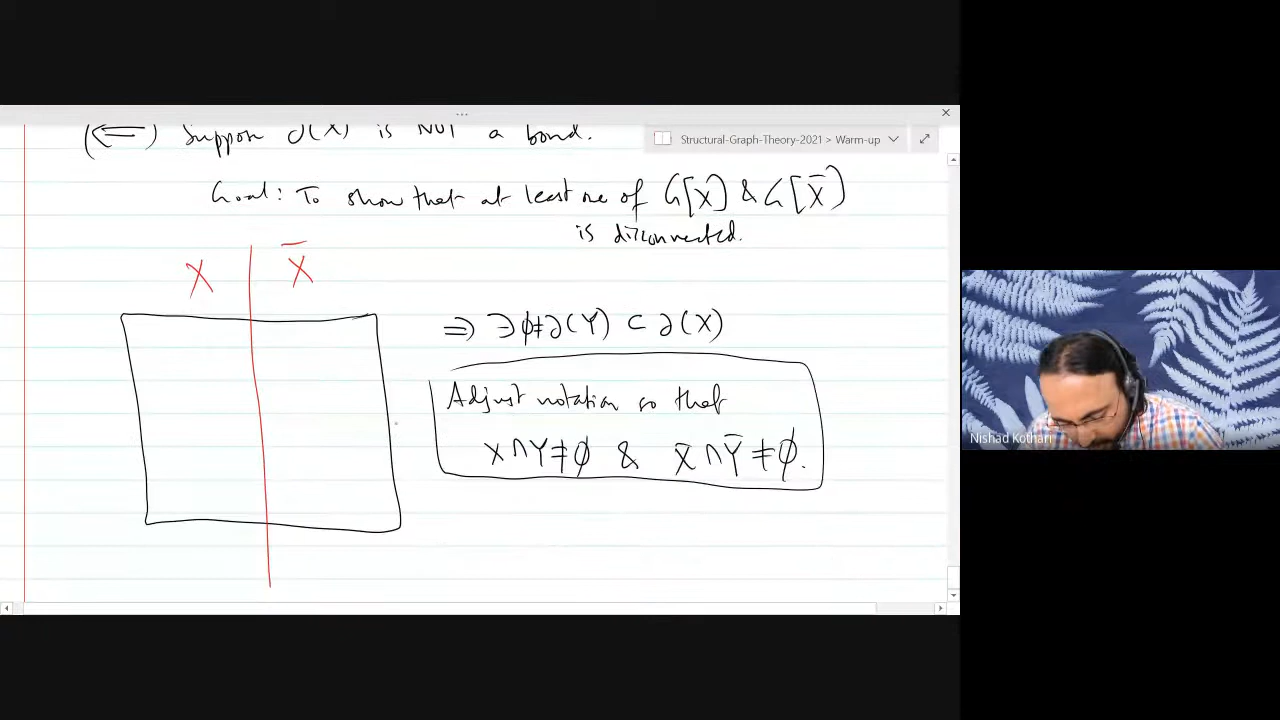 (⇐) Suppose ∂(X) is NOT a bond.
Structural-Graph-Theory-2021 > Warm-up
Goal: To show that at least one of G[X] & G[X̄]
is disconnected.
X X̄
⇒ ∃ ϕ ≠ ∂(Y) ⊂ ∂(X)
Adjust notation so that
X ∩ Y ≠ ϕ & X̄ ∩ Ȳ ≠ ϕ.
Nishad Kothari